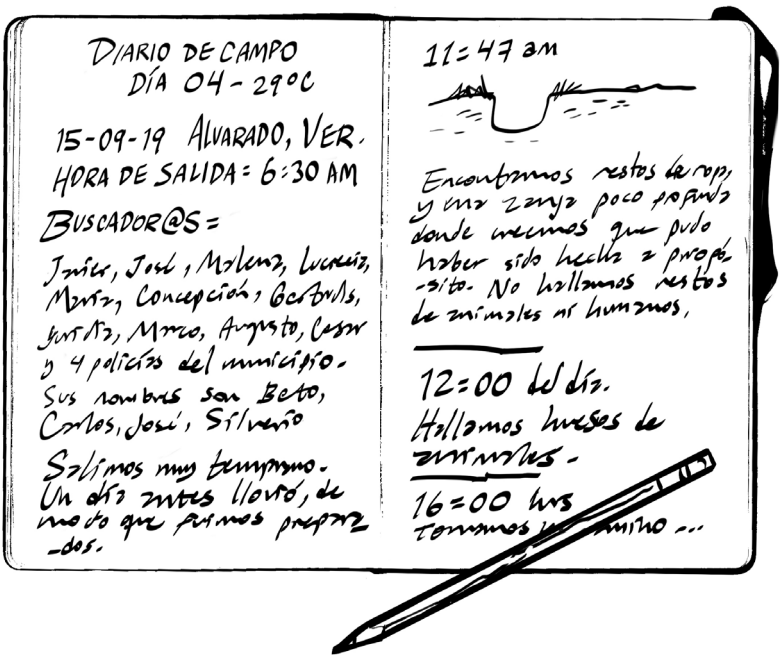 DIARIO DE CAMPO
DÍA 04 - 29°C
15-09-19 ALVARADO, VER.
HORA DE SALIDA = 6:30 AM
BUSCADOR@S =
Javier, José, Malena, Lucrecia,
María, Concepción, Gertrudis,
Yuridia, Marco, Augusto, Cesar
y 4 policías del municipio.
Sus nombres son Beto,
Carlos, José, Silverio
Salimos muy temprano.
Un día antes llovió, de
modo que fuimos prepara-
-dos.
11:47 am
Encontramos restos de ropa,
y una zanja poco profunda
donde creemos que pudo
haber sido hecha a propó-
-sito. No hallamos restos
de animales ni humanos.
12:00 del día.
Hallamos huesos de
animales.
16:00 hrs
Tomamos ...